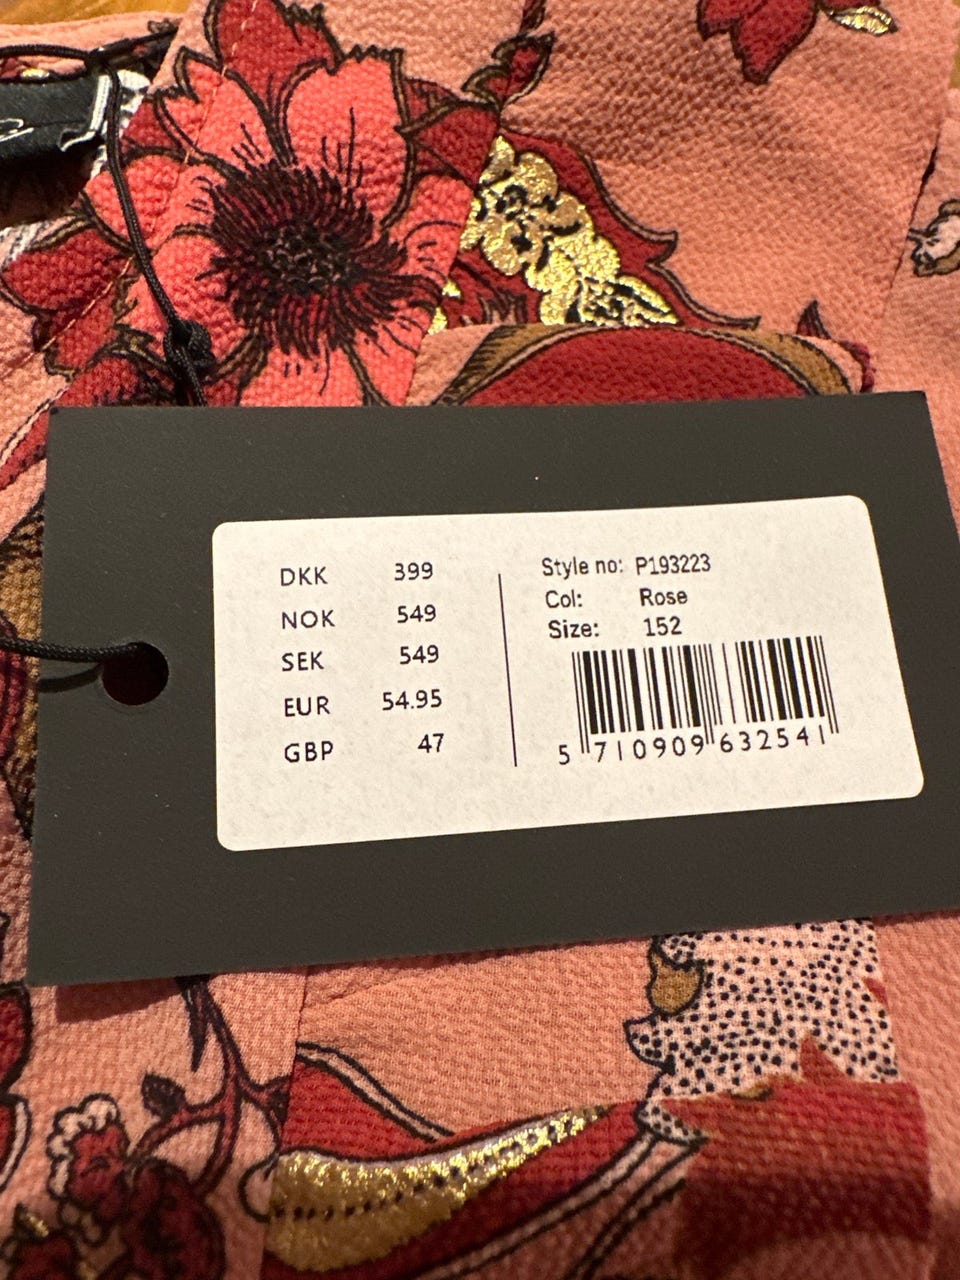 DKK 399
NOK 549
SEK 549
EUR 54.95
GBP 47
Style no: P193223
Col: Rose
Size: 152
5 710909 632541